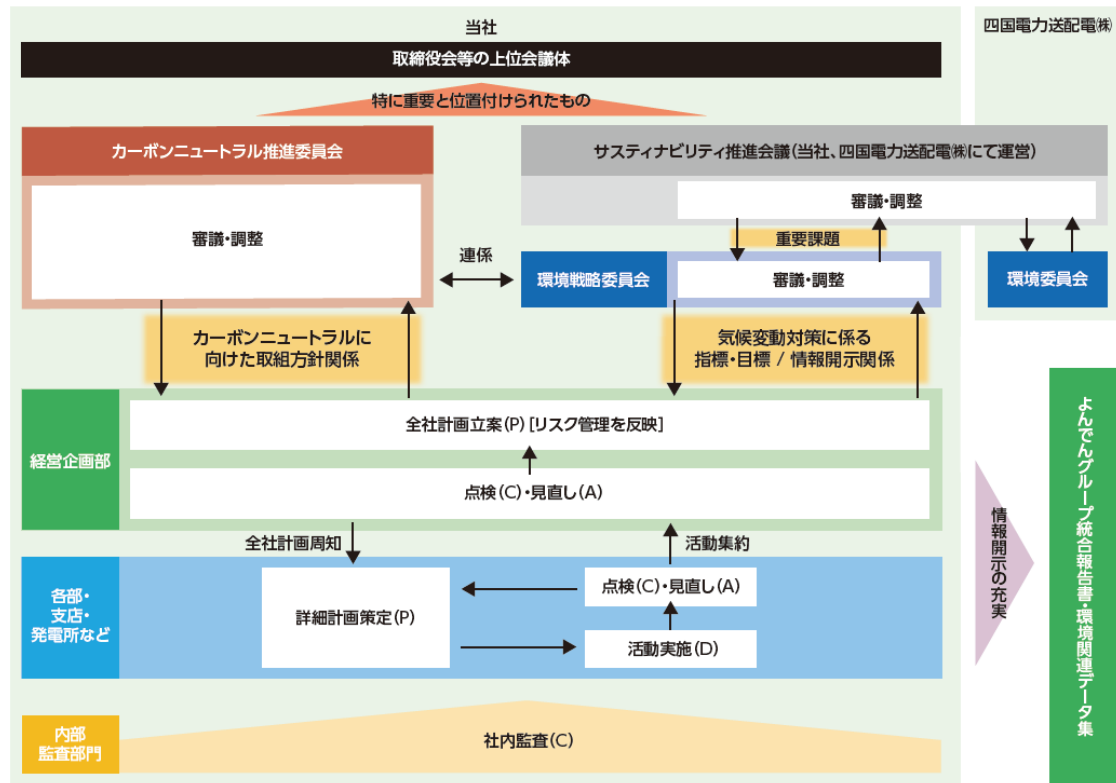 当社
四国電力送配電㈱
取締役会等の上位会議体
特に重要と位置付けられたもの
カーボンニュートラル推進委員会
サスティナビリティ推進会議(当社、四国電力送配電㈱にて運営)
審議・調整
審議・調整
重要課題
連係
環境戦略委員会
審議・調整
環境委員会
カーボンニュートラルに
向けた取組方針関係
気候変動対策に係る
指標・目標 / 情報開示関係
経営企画部
全社計画立案(P) [リスク管理を反映]
点検(C)・見直し(A)
全社計画周知
活動集約
各部・
支店・
発電所など
詳細計画策定(P)
点検(C)・見直し(A)
活動実施(D)
内部
監査部門
社内監査(C)
情報開示の充実
よんでんグループ統合報告書・環境関連データ集